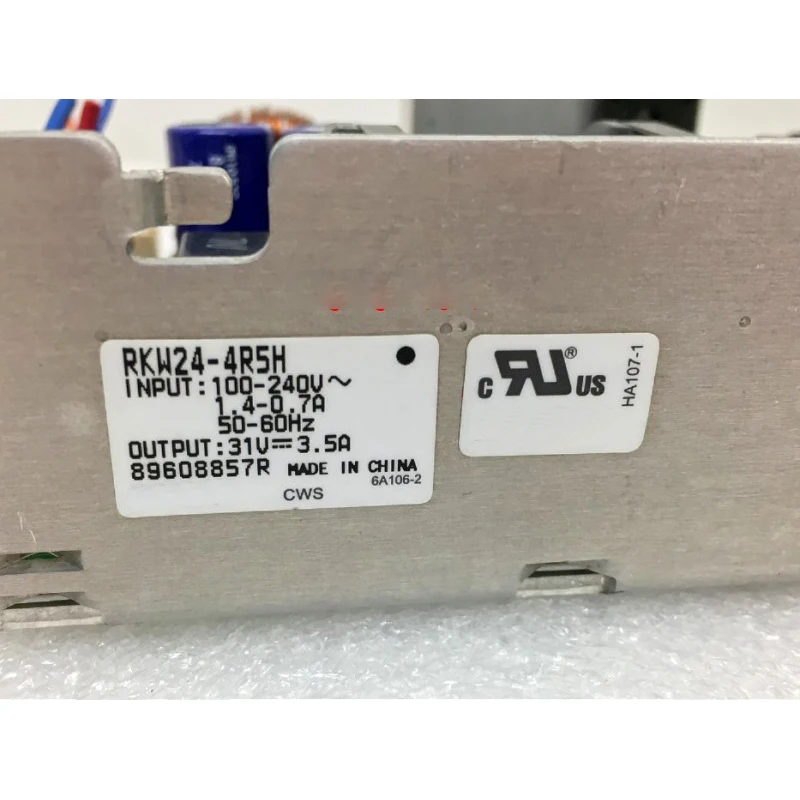 RKW24-4R5H
INPUT:100-240V~
1.4-0.7A
50-60Hz
OUTPUT:31V⎓3.5A
89608857R MADE IN CHINA
6A106-2
CWS
c RU® US
HA107-1